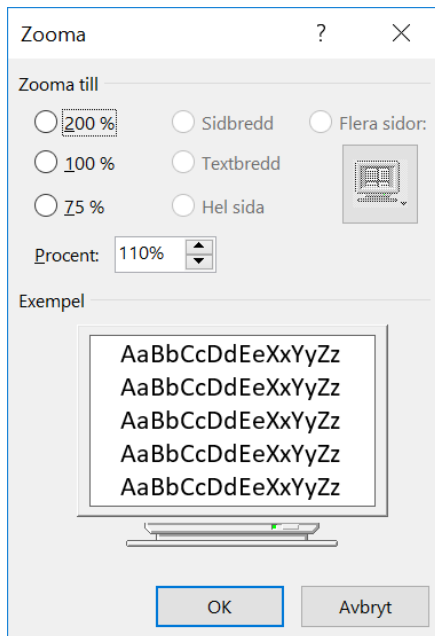 Zooma ?
Zooma till
200 % Sidbredd Flera sidor:
100 % Textbredd
75 % Hel sida
Procent: 110%
Exempel
AaBbCcDdEeXxYyZz
AaBbCcDdEeXxYyZz
AaBbCcDdEeXxYyZz
AaBbCcDdEeXxYyZz
AaBbCcDdEeXxYyZz
OK Avbryt